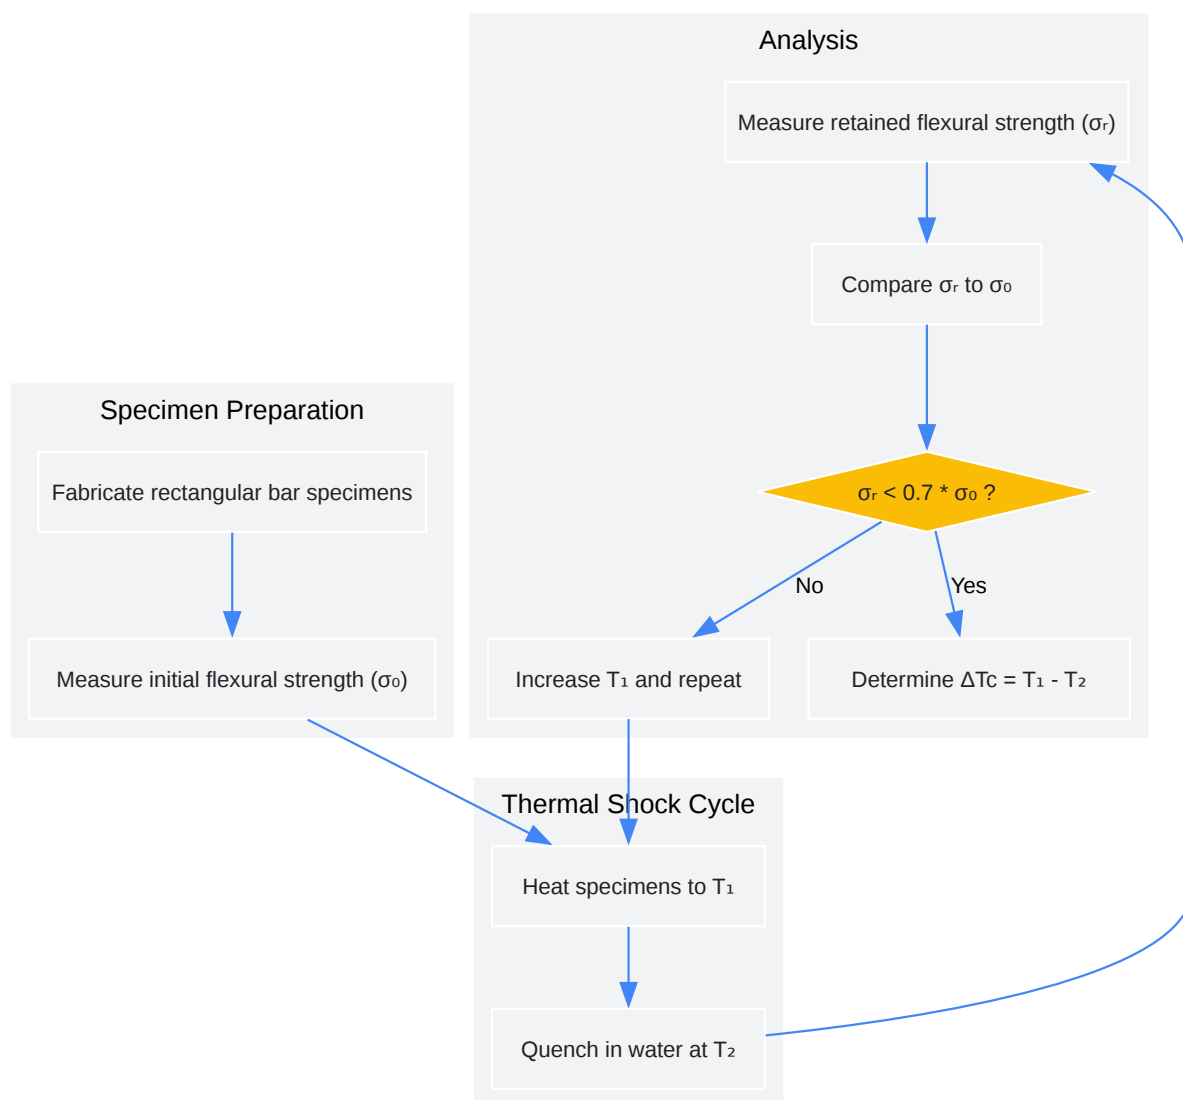 Analysis
Measure retained flexural strength (σᵣ)
Compare σᵣ to σ₀
Specimen Preparation
Fabricate rectangular bar specimens
σᵣ < 0.7 * σ₀ ?
No
Yes
Measure initial flexural strength (σ₀)
Increase T₁ and repeat
Determine ΔTc = T₁ - T₂
Thermal Shock Cycle
Heat specimens to T₁
Quench in water at T₂